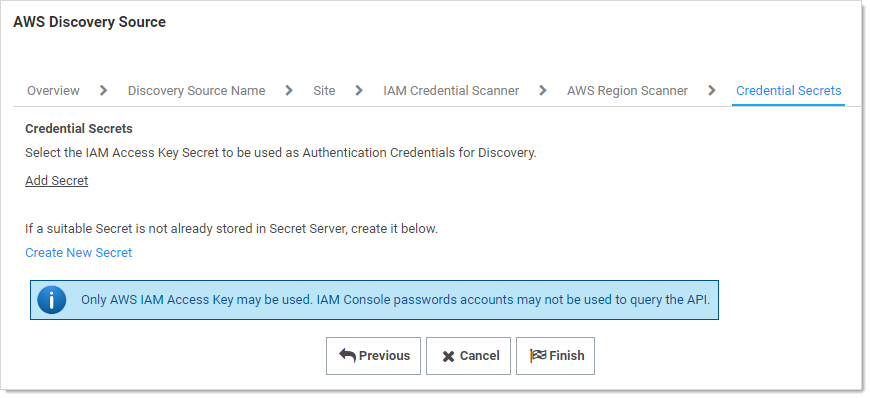 AWS Discovery Source
Overview > Discovery Source Name > Site > IAM Credential Scanner > AWS Region Scanner > Credential Secrets
Credential Secrets
Select the IAM Access Key Secret to be used as Authentication Credentials for Discovery.
Add Secret
If a suitable Secret is not already stored in Secret Server, create it below.
Create New Secret
Only AWS IAM Access Key may be used. IAM Console passwords accounts may not be used to query the API.
Previous Cancel Finish